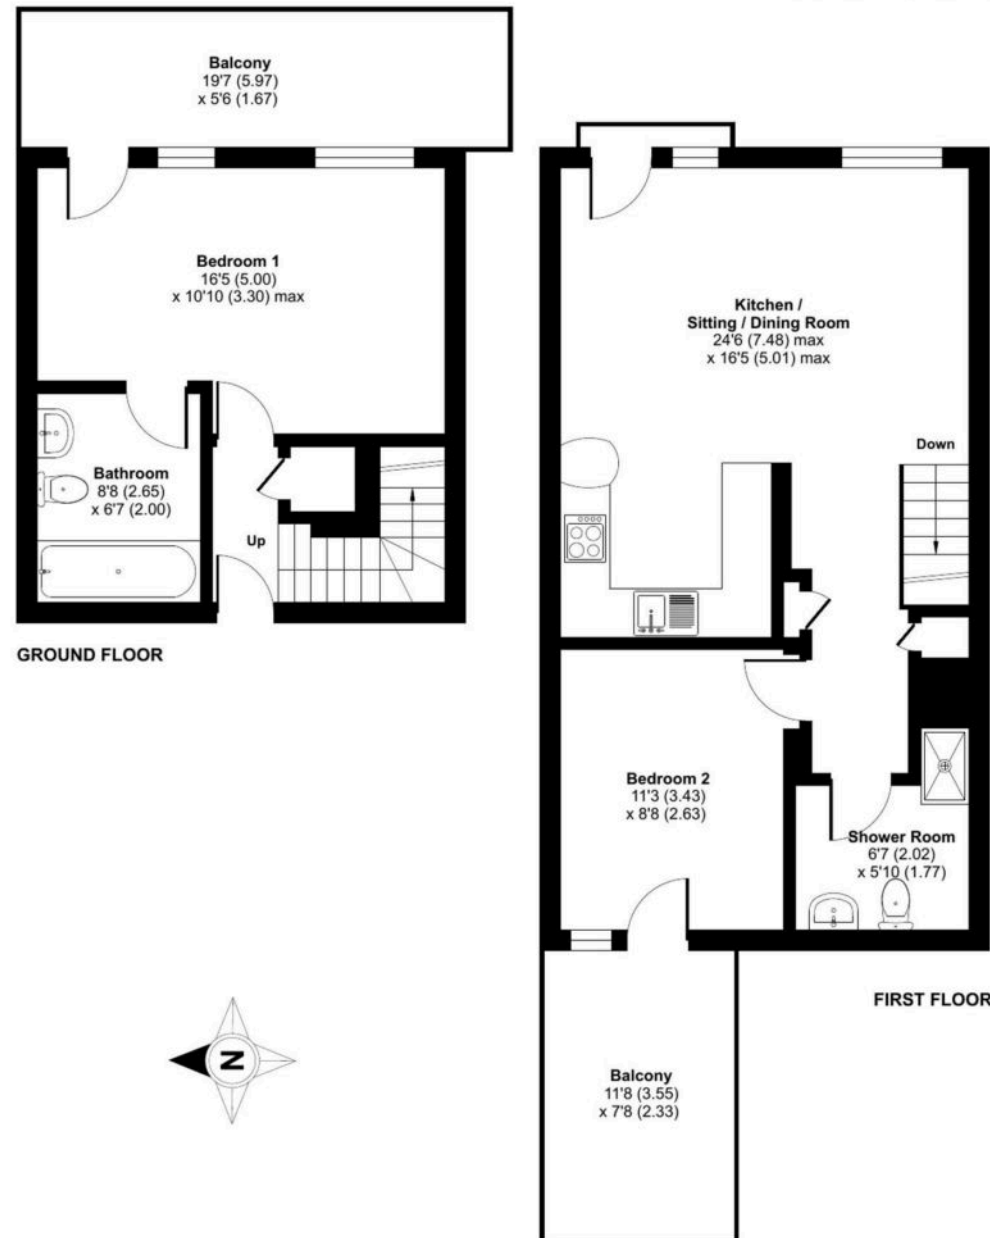 Balcony
19'7 (5.97)
x 5'6 (1.67)
Bedroom 1
16'5 (5.00)
x 10'10 (3.30) max
Bathroom
8'8 (2.65)
x 6'7 (2.00)
Up
GROUND FLOOR
Kitchen /
Sitting / Dining Room
24'6 (7.48) max
x 16'5 (5.01) max
Down
Bedroom 2
11'3 (3.43)
x 8'8 (2.63)
Shower Room
6'7 (2.02)
x 5'10 (1.77)
FIRST FLOOR
Balcony
11'8 (3.55)
x 7'8 (2.33)
N